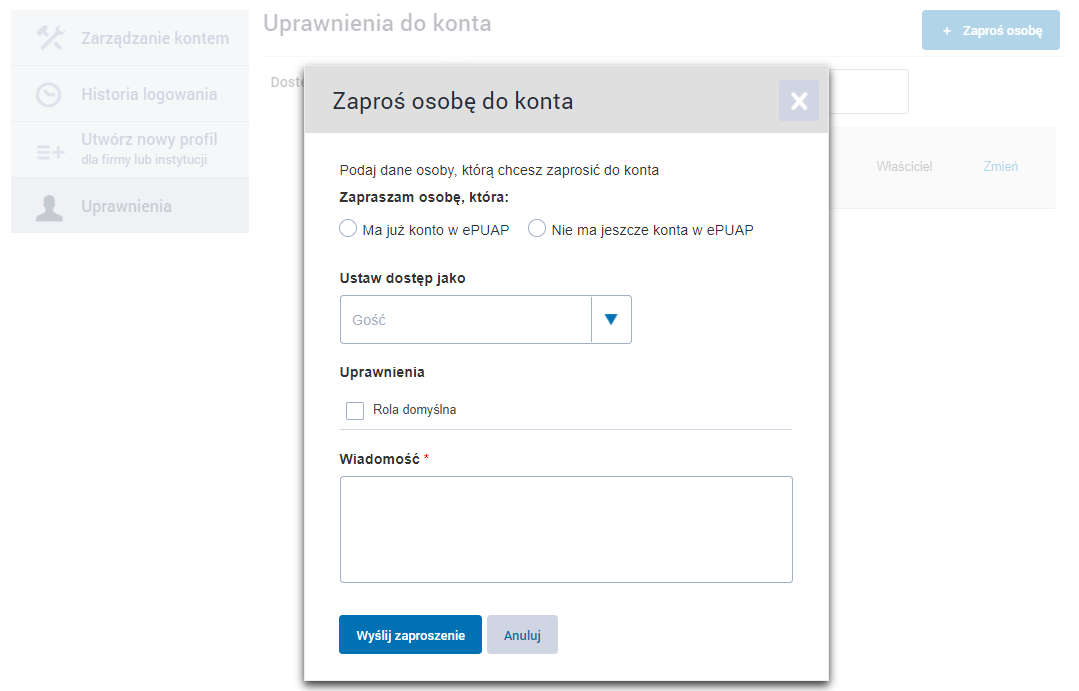 Zarządzanie kontem
Historia logowania
Utwórz nowy profil
dla firmy lub instytucji
Uprawnienia
Uprawnienia do konta
+ Zaproś osobę
Właściciel
Zmień
Zaproś osobę do konta
Podaj dane osoby, którą chcesz zaprosić do konta
Zapraszam osobę, która:
Ma już konto w ePUAP
Nie ma jeszcze konta w ePUAP
Ustaw dostęp jako
Gość
Uprawnienia
Rola domyślna
Wiadomość *
Wyślij zaproszenie
Anuluj